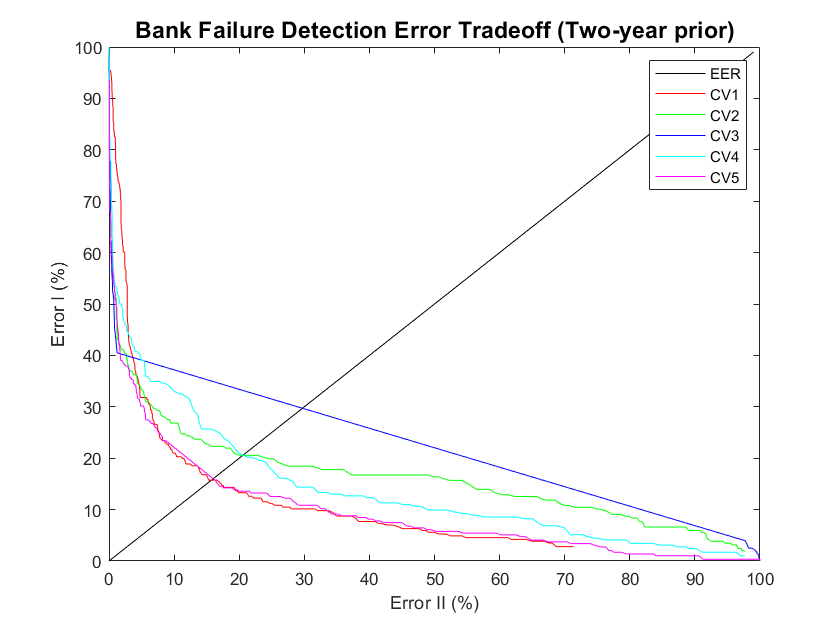 Bank Failure Detection Error Tradeoff (Two-year prior)
100
90
80
70
60
50
40
30
20
10
0
Error I (%)
EER
CV1
CV2
CV3
CV4
CV5
0 10 20 30 40 50 60 70 80 90 100
Error II (%)